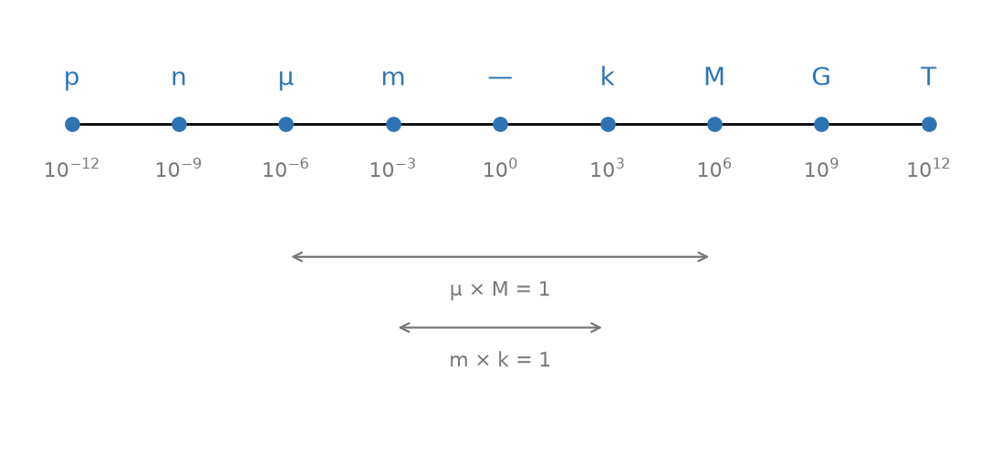 p n μ m — k M G T
10⁻¹² 10⁻⁹ 10⁻⁶ 10⁻³ 10⁰ 10³ 10⁶ 10⁹ 10¹²
μ × M = 1
m × k = 1